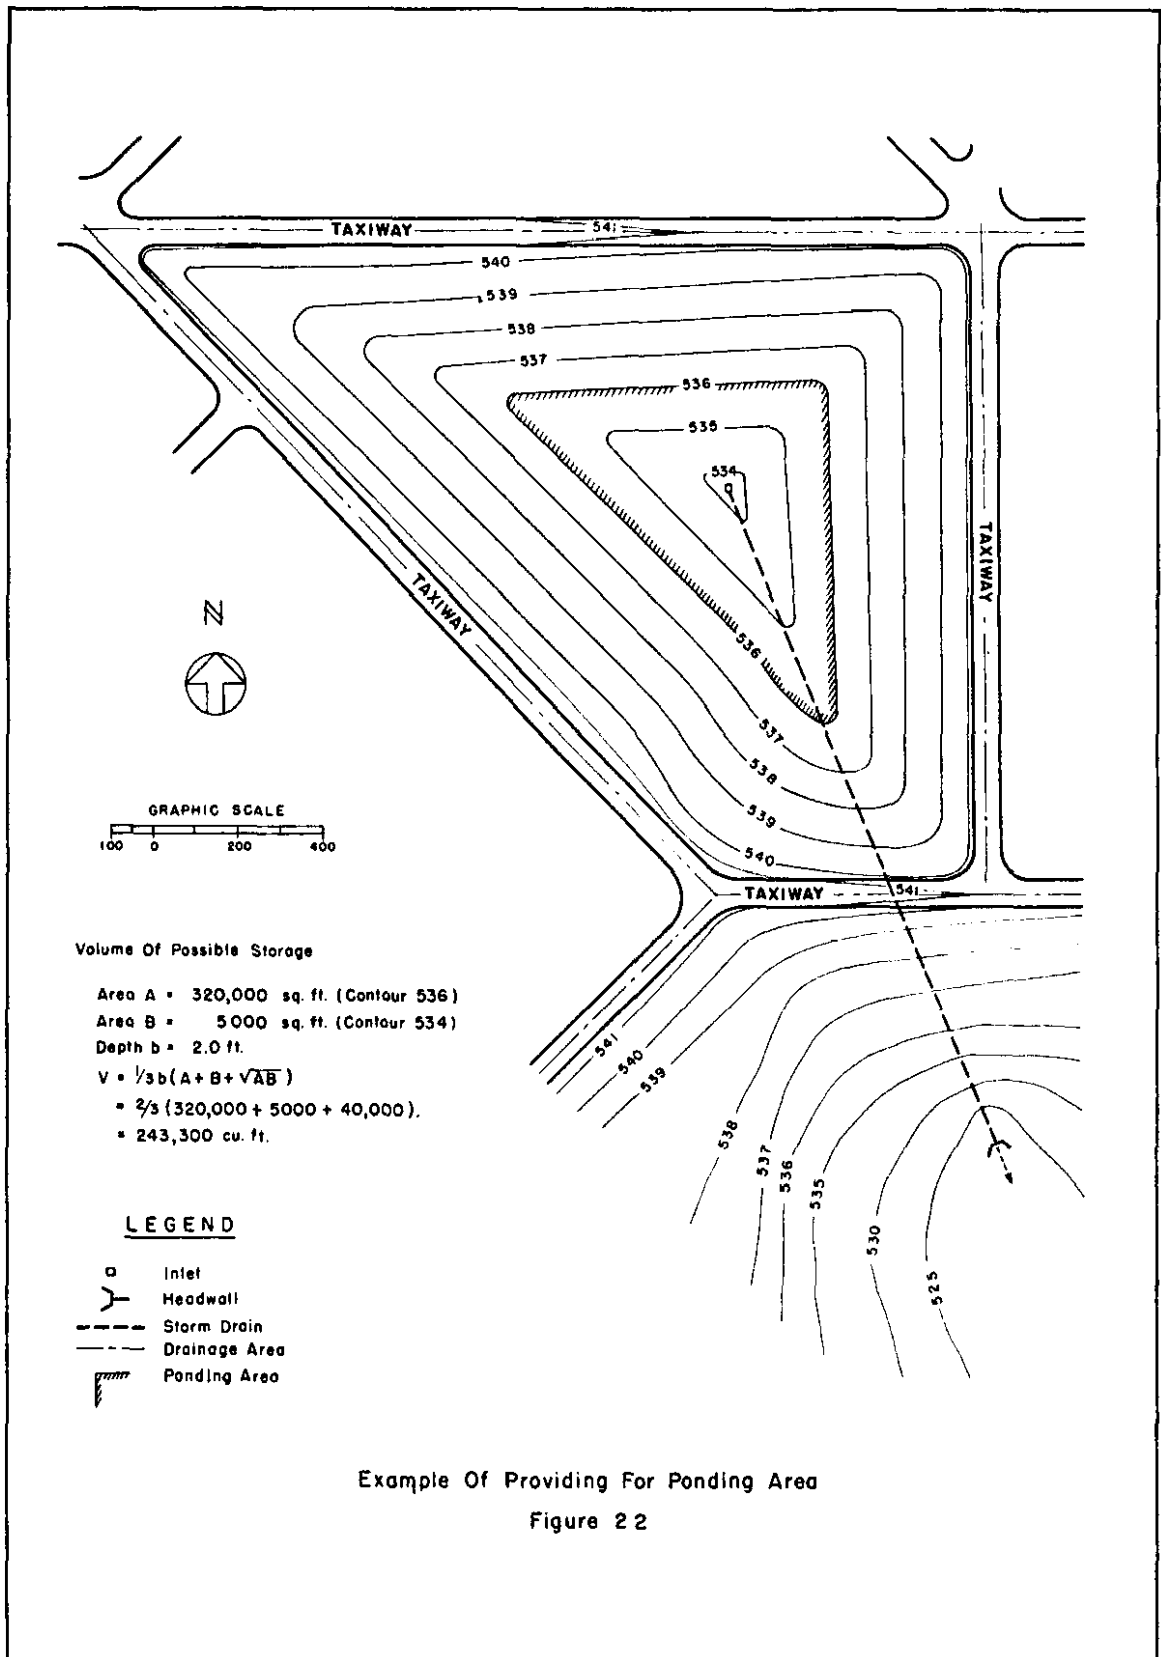 TAXIWAY
541
540
539
538
537
536
535
534
TAXIWAY
TAXIWAY
N
536
537
538
539
540
GRAPHIC SCALE
100 0 200 400
TAXIWAY
541
Volume Of Possible Storage
Area A = 320,000 sq. ft. (Contour 536)
Area B = 5000 sq. ft. (Contour 534)
Depth b = 2.0 ft.
V = 1/3 b(A + B + √AB)
= 2/3 (320,000 + 5000 + 40,000).
= 243,300 cu. ft.
541
540
539
538
537
536
535
530
525
LEGEND
Inlet
Headwall
Storm Drain
Drainage Area
Ponding Area
Example Of Providing For Ponding Area
Figure 22